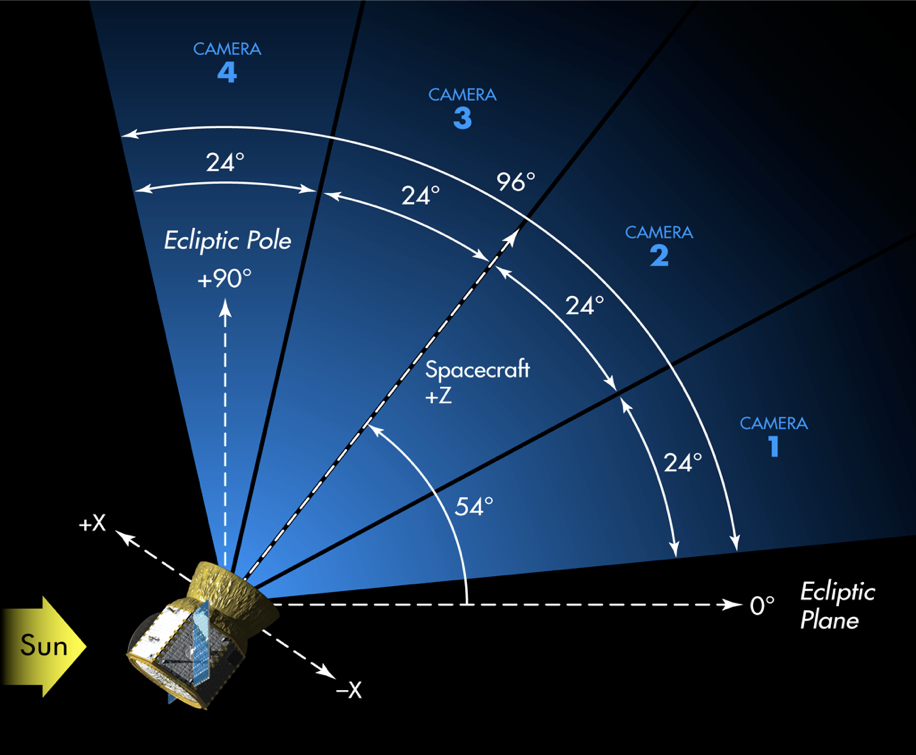 CAMERA
4
CAMERA
3
24°
24°
96°
CAMERA
2
Ecliptic Pole
+90°
24°
Spacecraft
+Z
CAMERA
1
24°
54°
+X
Sun
0°
Ecliptic
Plane
–X